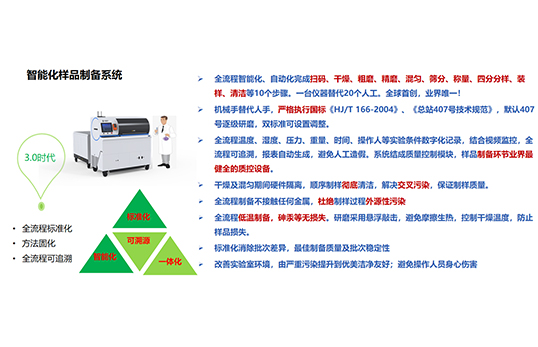 智能化样品制备系统
3.0时代
全流程标准化
方法固化
全流程可追溯
标准化
可溯源
智能化
一体化
全流程智能化、自动化完成扫码、干燥、粗磨、精磨、混匀、筛分、称量、四分分样、装
样、清洁等10个步骤。一台仪器替代20个人工。全球首创，业界唯一！
机械手替代人手，严格执行国标《HJ/T 166-2004》、《总站407号技术规范》，默认407
号逐级研磨，双标准可设置调整。
全流程温度、湿度、压力、重量、时间、操作人等实验条件数字化记录，结合视频监控，全
流程可追溯，报表自动生成，避免人工造假。系统结成质量控制模块，样品制备环节业界最
健全的质控设备。
干燥及混匀期间硬件隔离，顺序制样彻底清洁，解决交叉污染，保证制样质量。
全流程制备不接触任何金属，杜绝制样过程外源性污染
全流程低温制备，砷汞等无损失。研磨采用悬浮敲击，避免摩擦生热，控制干燥温度，防止
样品损失。
标准化消除批次差异，最佳制备质量及批次稳定性
改善实验室环境，由严重污染提升到优美洁净友好；避免操作人员身心伤害